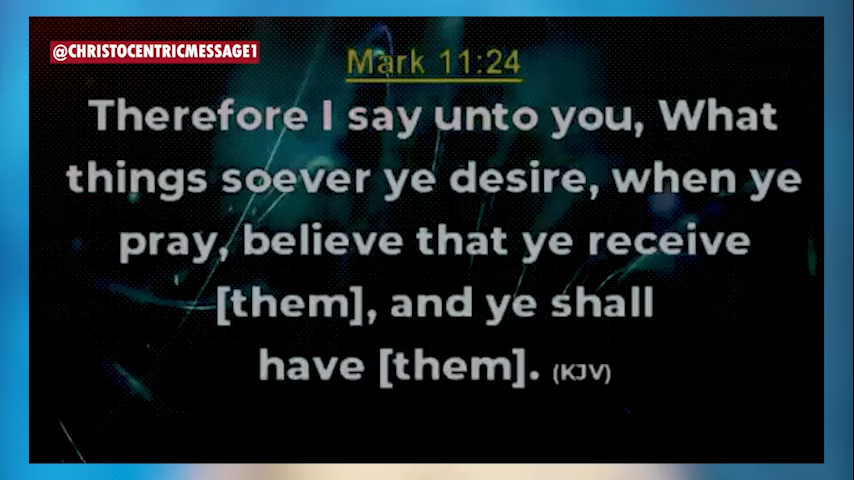 @CHRISTOCENTRICMESSAGE1
Mark 11:24
Therefore I say unto you, What
things soever ye desire, when ye
pray, believe that ye receive
[them], and ye shall
have [them]. (KJV)